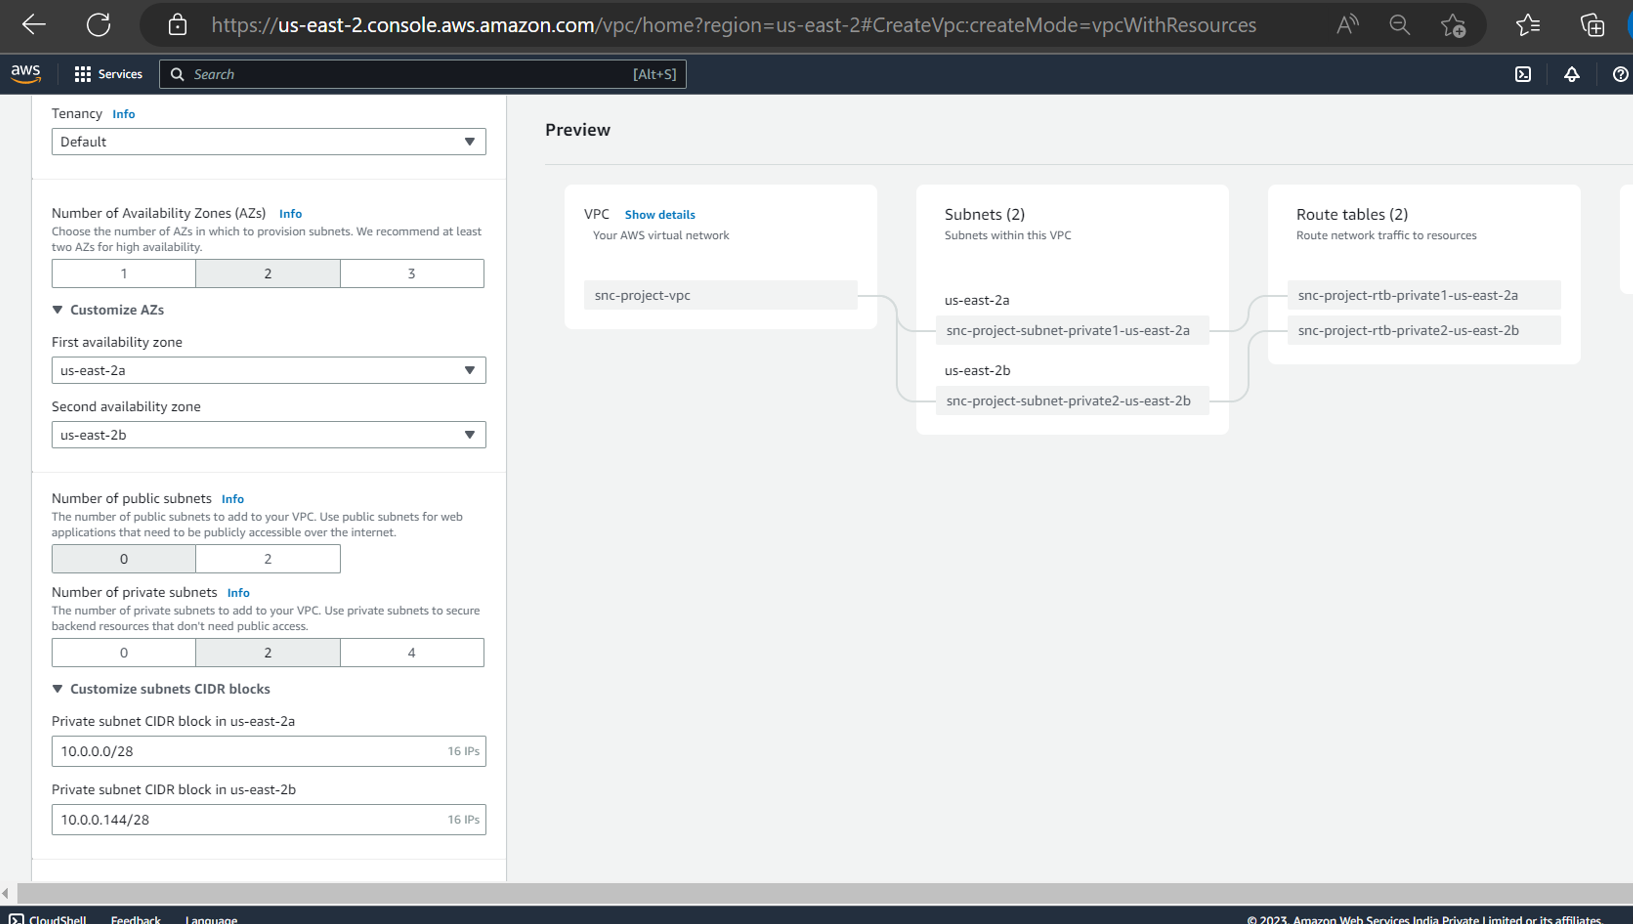 https://us-east-2.console.aws.amazon.com/vpc/home?region=us-east-2#CreateVpc:createMode=vpcWithResources
aws
Services
Search
[Alt+S]
Tenancy Info
Default
Number of Availability Zones (AZs) Info
Choose the number of AZs in which to provision subnets. We recommend at least
two AZs for high availability.
1 2 3
Customize AZs
First availability zone
us-east-2a
Second availability zone
us-east-2b
Number of public subnets Info
The number of public subnets to add to your VPC. Use public subnets for web
applications that need to be publicly accessible over the internet.
0 2
Number of private subnets Info
The number of private subnets to add to your VPC. Use private subnets to secure
backend resources that don't need public access.
0 2 4
Customize subnets CIDR blocks
Private subnet CIDR block in us-east-2a
10.0.0.0/28 16 IPs
Private subnet CIDR block in us-east-2b
10.0.0.144/28 16 IPs
Preview
VPC Show details
Your AWS virtual network
snc-project-vpc
Subnets (2)
Subnets within this VPC
us-east-2a
snc-project-subnet-private1-us-east-2a
us-east-2b
snc-project-subnet-private2-us-east-2b
Route tables (2)
Route network traffic to resources
snc-project-rtb-private1-us-east-2a
snc-project-rtb-private2-us-east-2b
CloudShell Feedback Language
© 2023, Amazon Web Services India Private Limited or its affiliates.